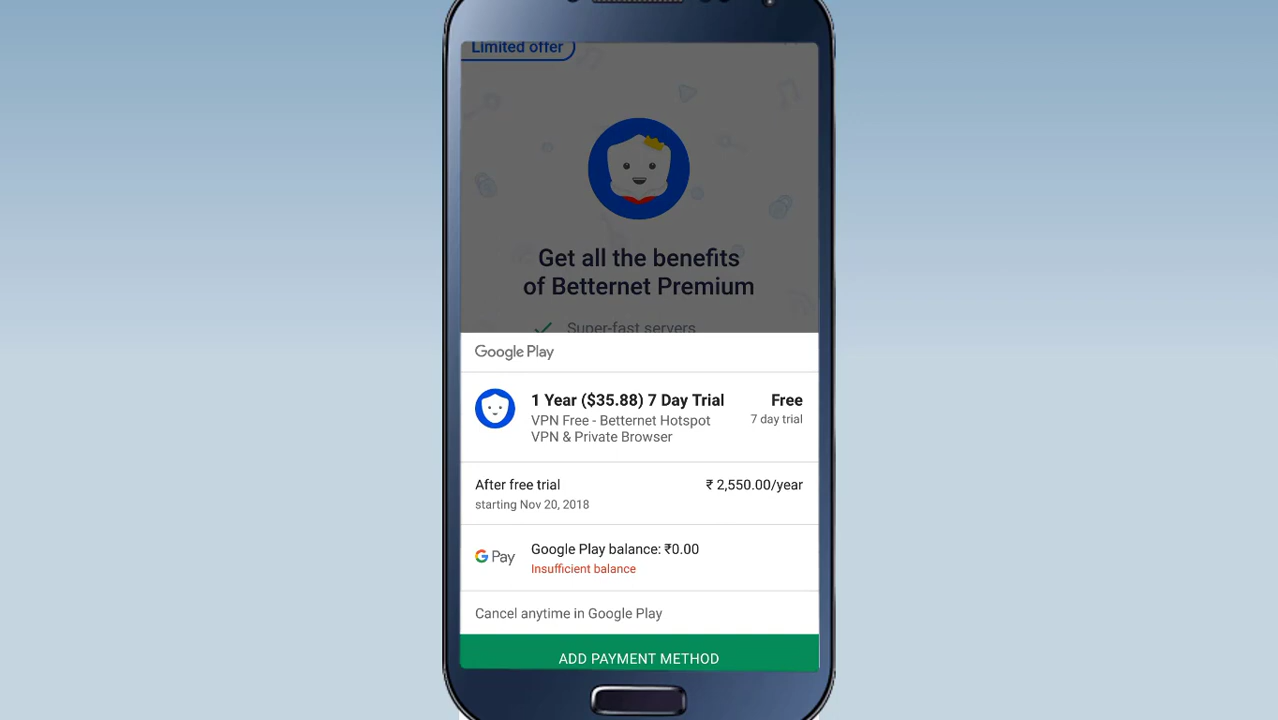 Limited offer
Get all the benefits
of Betternet Premium
Super-fast servers
Google Play
1 Year ($35.88) 7 Day Trial
Free
VPN Free - Betternet Hotspot
7 day trial
VPN & Private Browser
After free trial
₹ 2,550.00/year
starting Nov 20, 2018
G Pay
Google Play balance: ₹0.00
Insufficient balance
Cancel anytime in Google Play
ADD PAYMENT METHOD